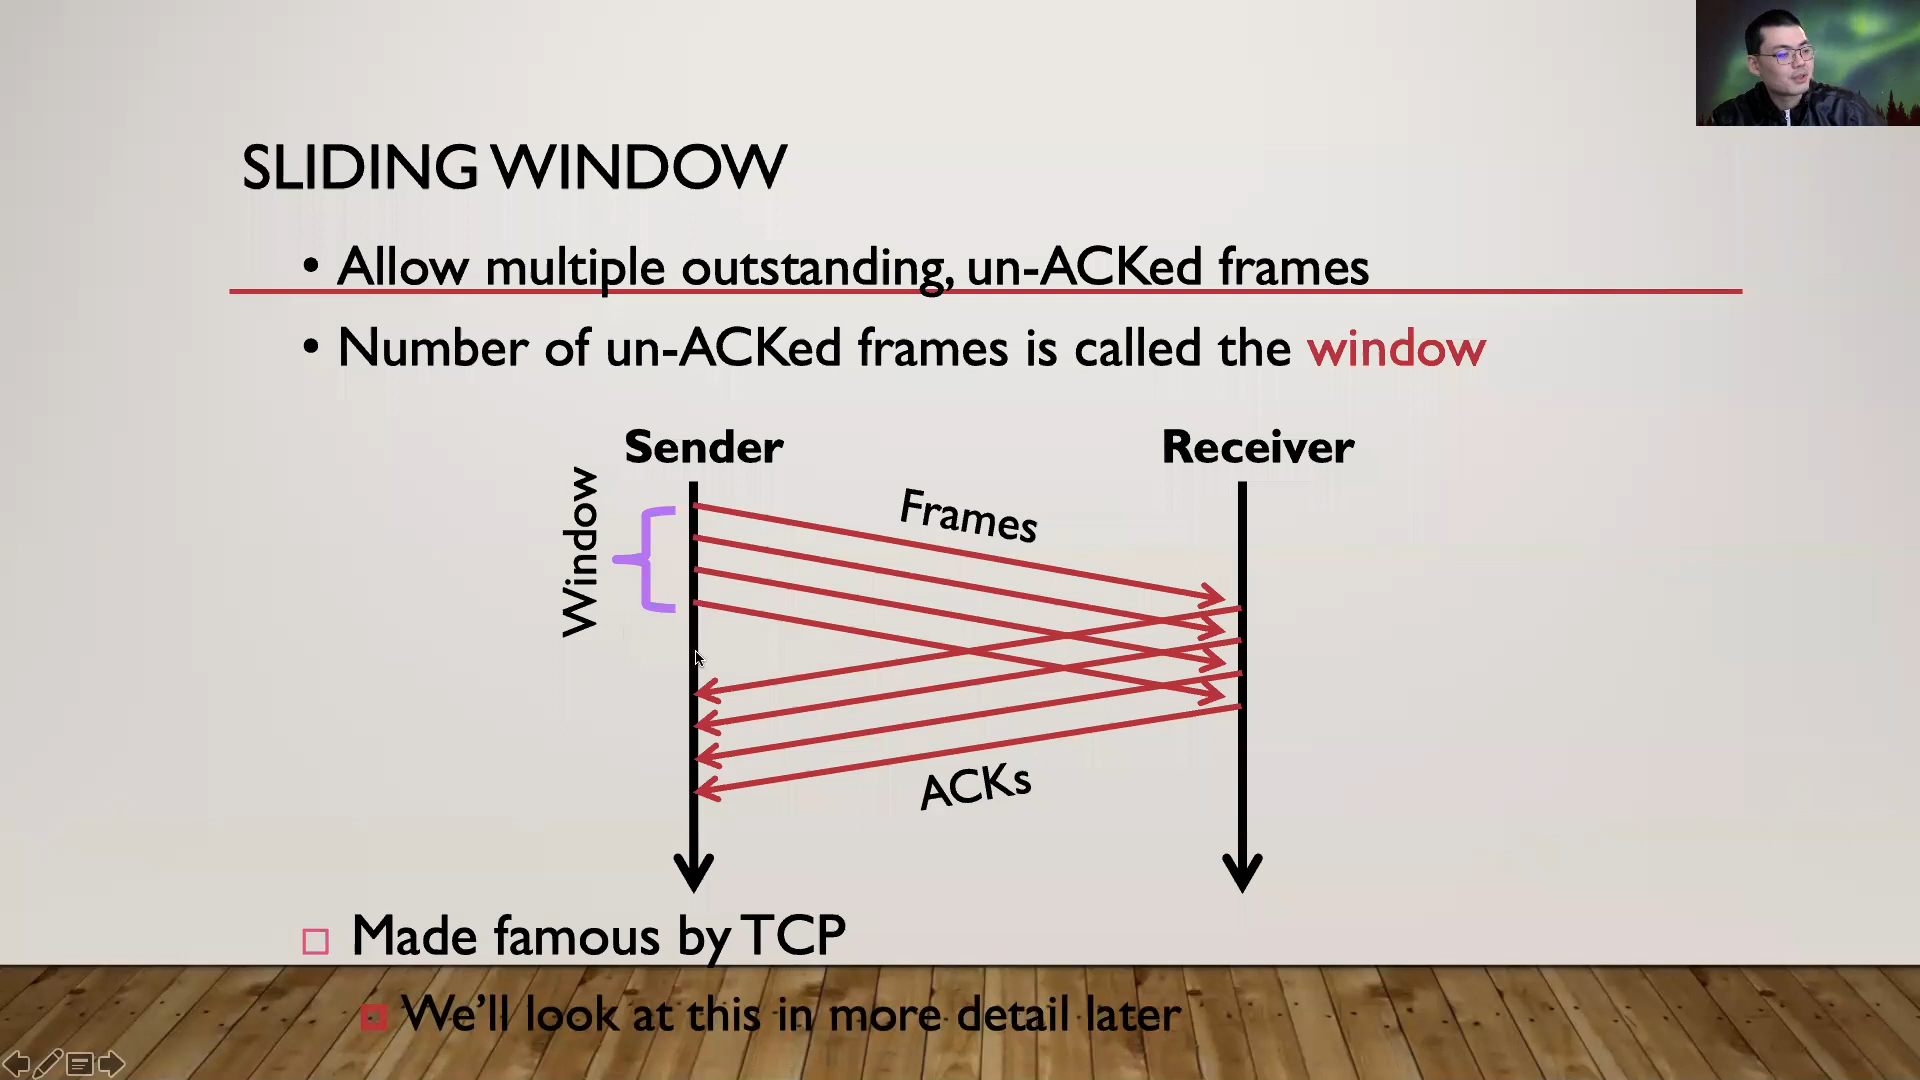 SLIDING WINDOW
• Allow multiple outstanding, un-ACKed frames
• Number of un-ACKed frames is called the window
Sender
Receiver
Window
Frames
ACKs
Made famous by TCP
We'll look at this in more detail later